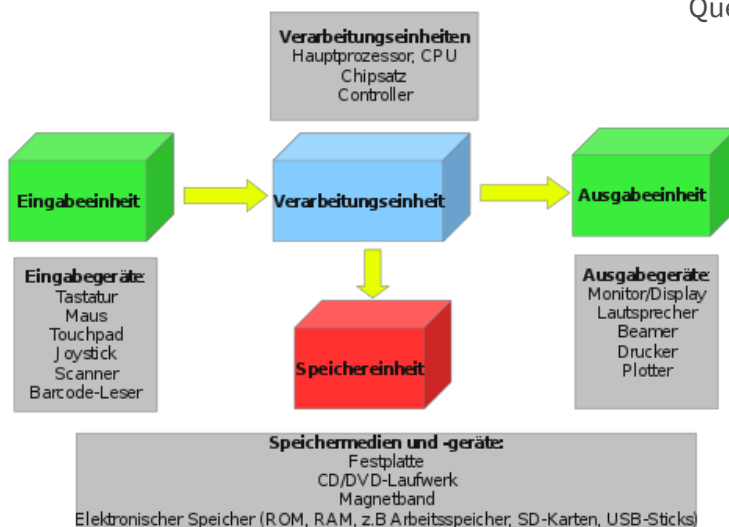 Verarbeitungseinheiten
Hauptprozessor, CPU
Chipsatz
Controller
Eingabeeinheit
Verarbeitungseinheit
Ausgabeeinheit
Eingabegeräte:
Tastatur
Maus
Touchpad
Joystick
Scanner
Barcode-Leser
Ausgabegeräte:
Monitor/Display
Lautsprecher
Beamer
Drucker
Plotter
Speichereinheit
Speichermedien und -geräte:
Festplatte
CD/DVD-Laufwerk
Magnetband
Elektronischer Speicher (ROM, RAM, z.B Arbeitsspeicher, SD-Karten, USB-Sticks)